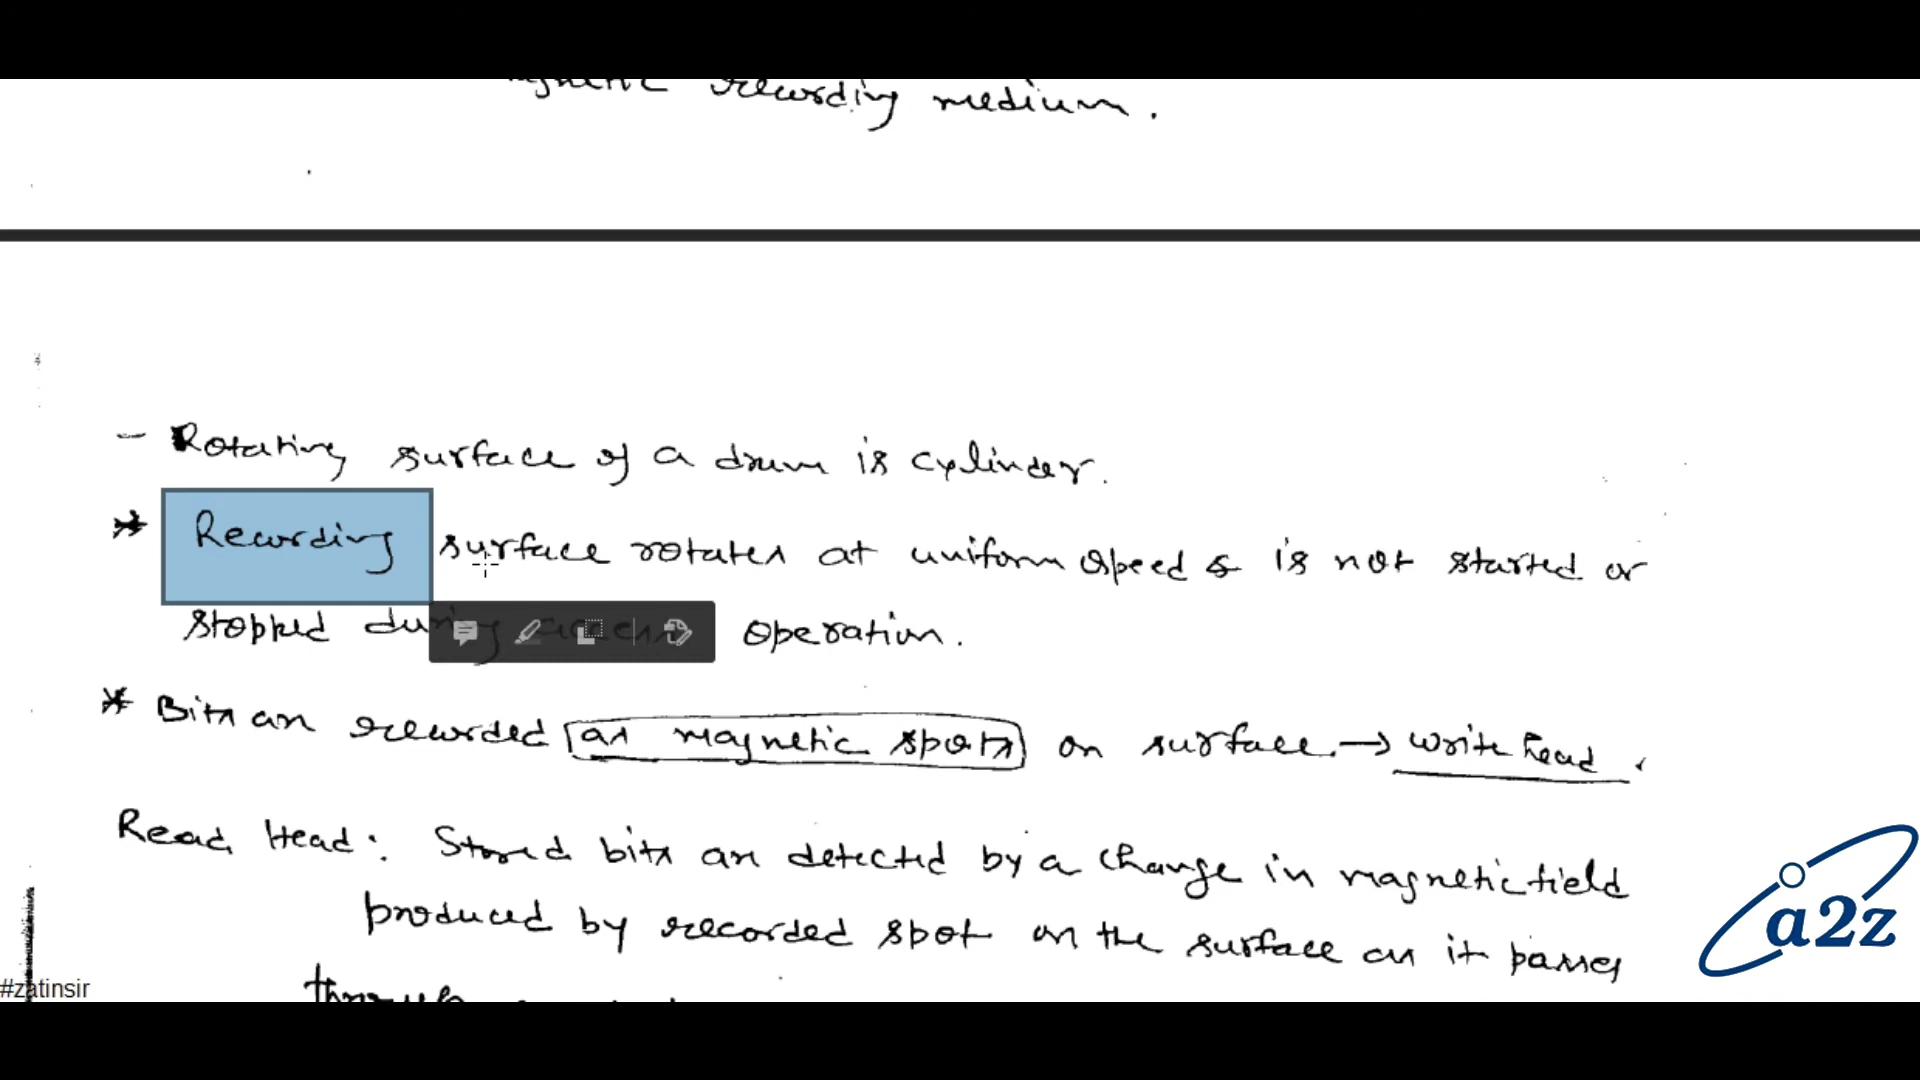 recording medium.
- Rotating surface of a drum is cylinder.
* Recording surface rotates at uniform speed & is not started or
stopped during access operation.
* Bits are recorded as magnetic spots on surface. → write head.
Read Head: Stored bits are detected by a change in magnetic field
produced by recorded spot on the surface as it passes
a2z
#zatinsir